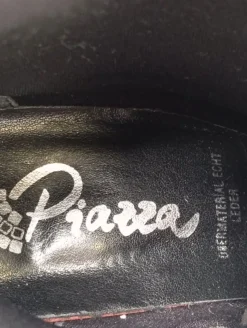 Piazza
OBERMATERIAL ECHT
LEDER